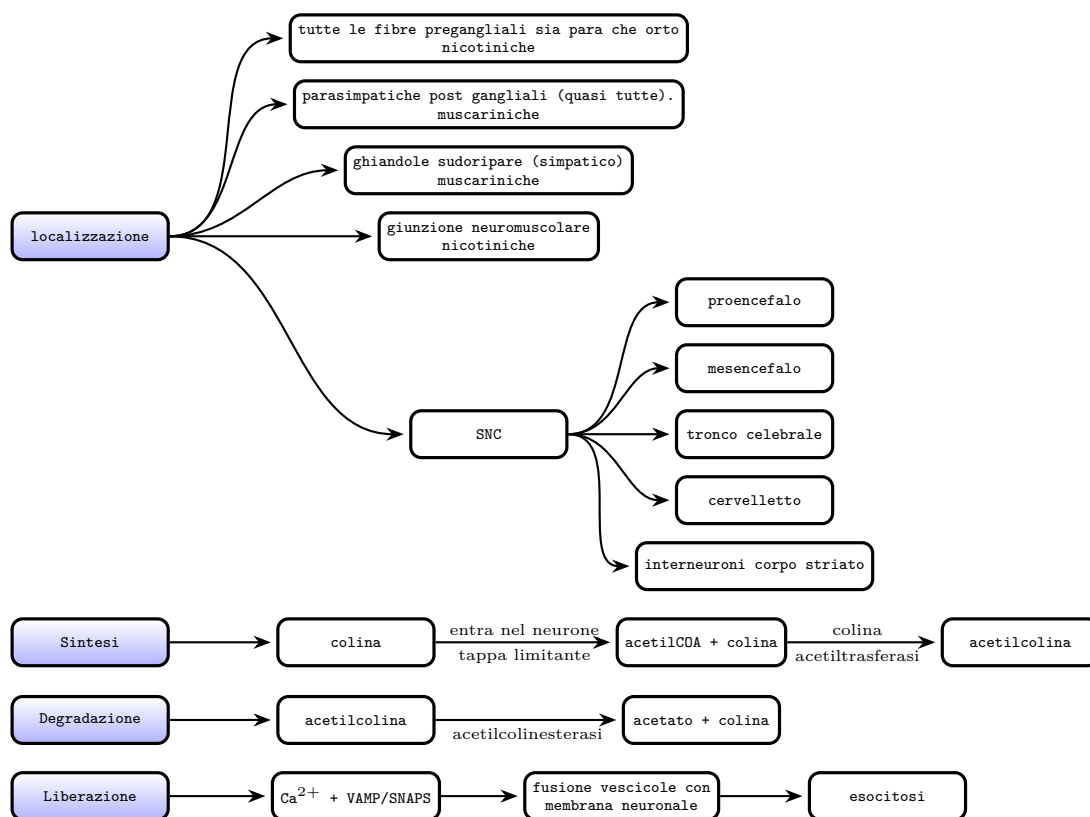 tutte le fibre pregangliali sia para che orto
nicotiniche
parasimpatiche post gangliali (quasi tutte).
muscariniche
ghiandole sudoripare (simpatico)
muscariniche
localizzazione
giunzione neuromuscolare
nicotiniche
proencefalo
mesencefalo
SNC
tronco celebrale
cervelletto
interneuroni corpo striato
Sintesi
colina
entra nel neurone
tappa limitante
acetilCOA + colina
colina
acetiltrasferasi
acetilcolina
Degradazione
acetilcolina
acetilcolinesterasi
acetato + colina
Liberazione
Ca²⁺ + VAMP/SNAPS
fusione vescicole con
membrana neuronale
esocitosi